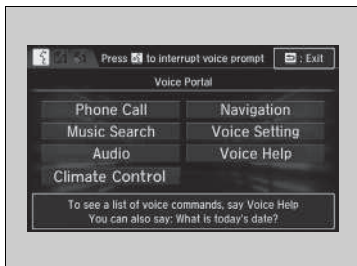 Press to interrupt voice prompt : Exit
Voice Portal
Phone Call Navigation
Music Search Voice Setting
Audio Voice Help
Climate Control
To see a list of voice commands, say Voice Help
You can also say: What is today's date?